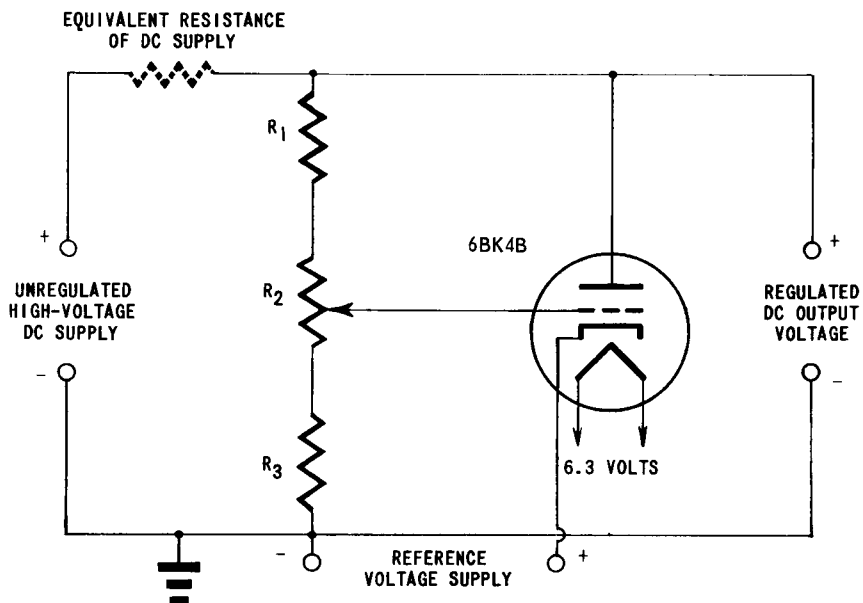 EQUIVALENT RESISTANCE
OF DC SUPPLY
R1
6BK4B
+
+
UNREGULATED
HIGH-VOLTAGE
DC SUPPLY
R2
REGULATED
DC OUTPUT
VOLTAGE
-
-
R3
6.3 VOLTS
-
REFERENCE
VOLTAGE SUPPLY
+